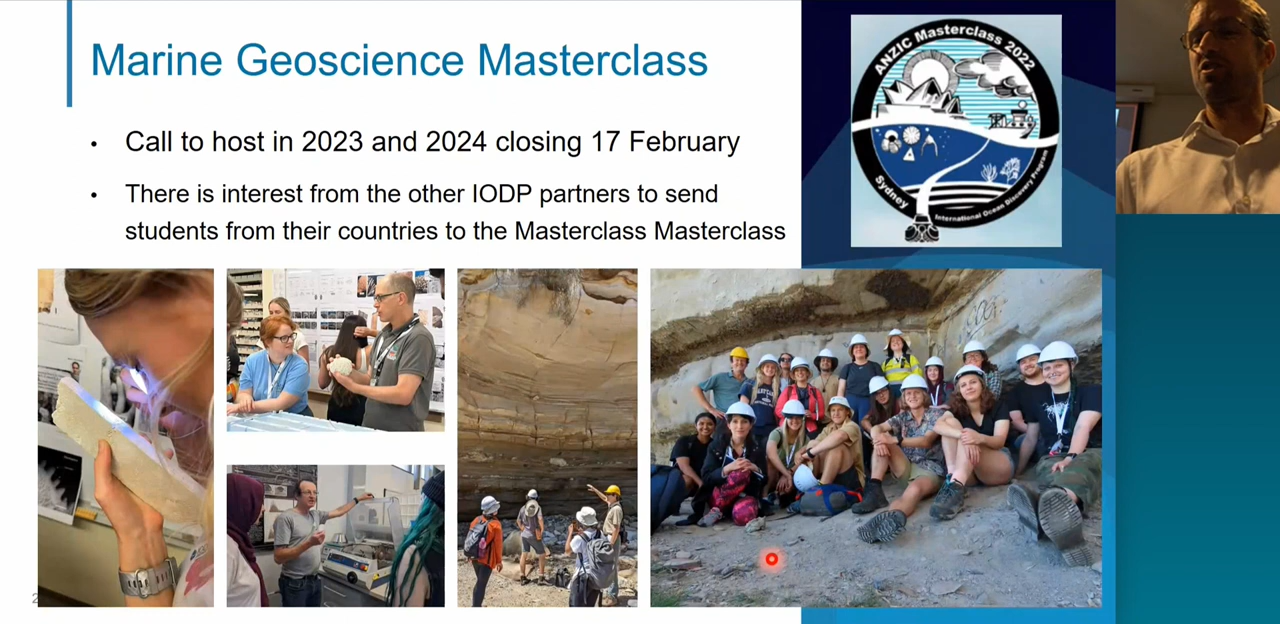 Marine Geoscience Masterclass
• Call to host in 2023 and 2024 closing 17 February
• There is interest from the other IODP partners to send
students from their countries to the Masterclass Masterclass
ANZIC Masterclass 2022
Sydney
International Ocean Discovery Program
2